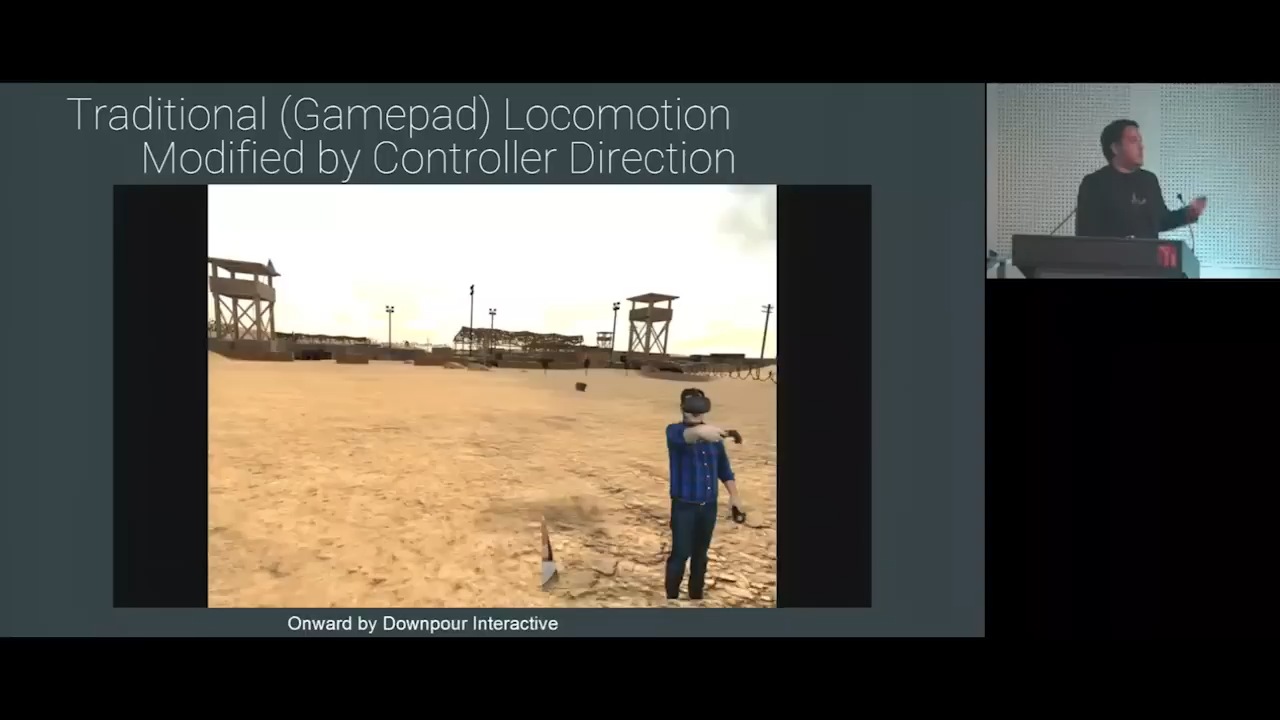 Traditional (Gamepad) Locomotion
Modified by Controller Direction
Onward by Downpour Interactive